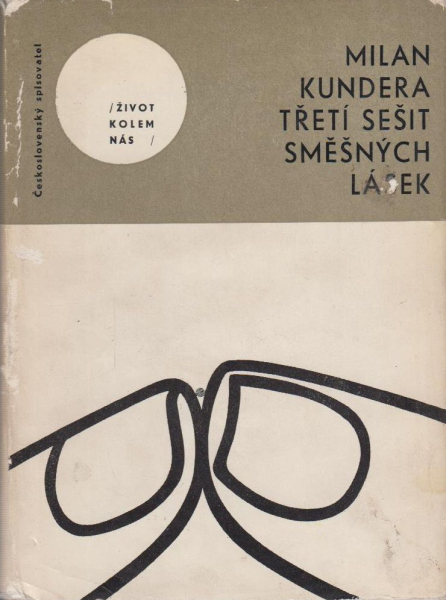 Československý spisovatel
/ŽIVOT
KOLEM
NÁS /
MILAN
KUNDERA
TŘETÍ SEŠIT
SMĚŠNÝCH
LÁSEK